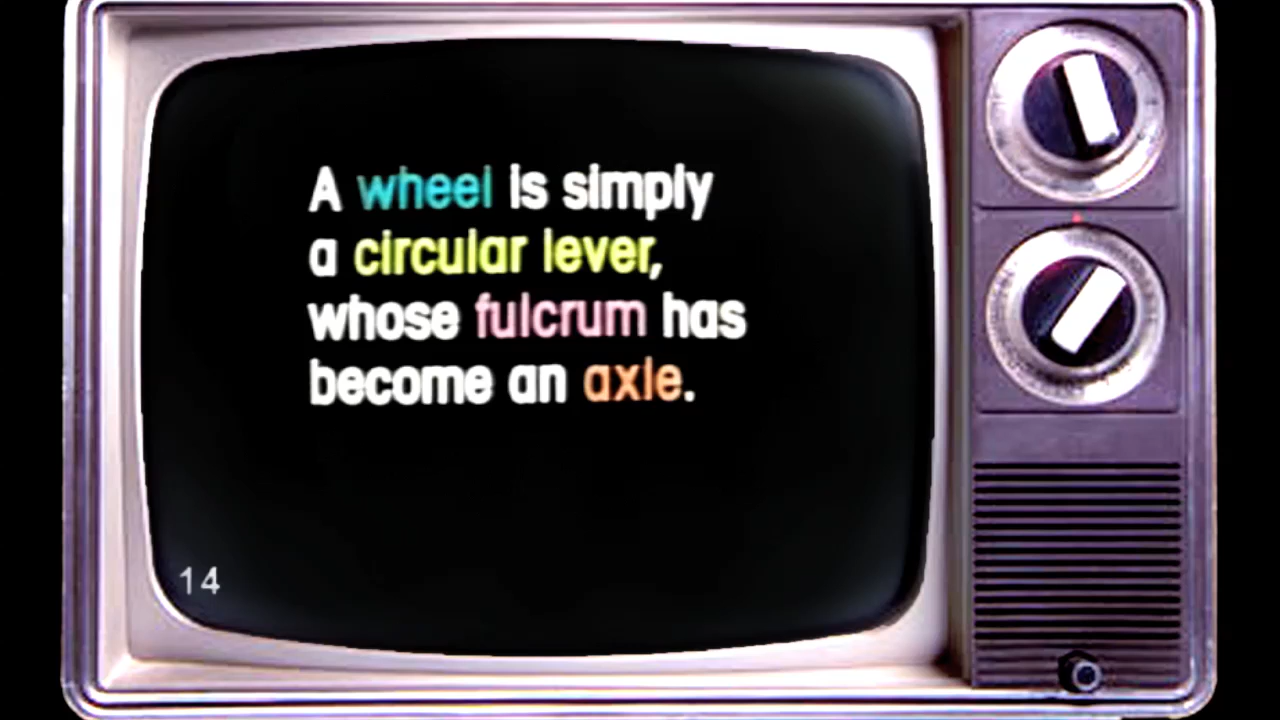 A wheel is simply
a circular lever,
whose fulcrum has
become an axle.
14